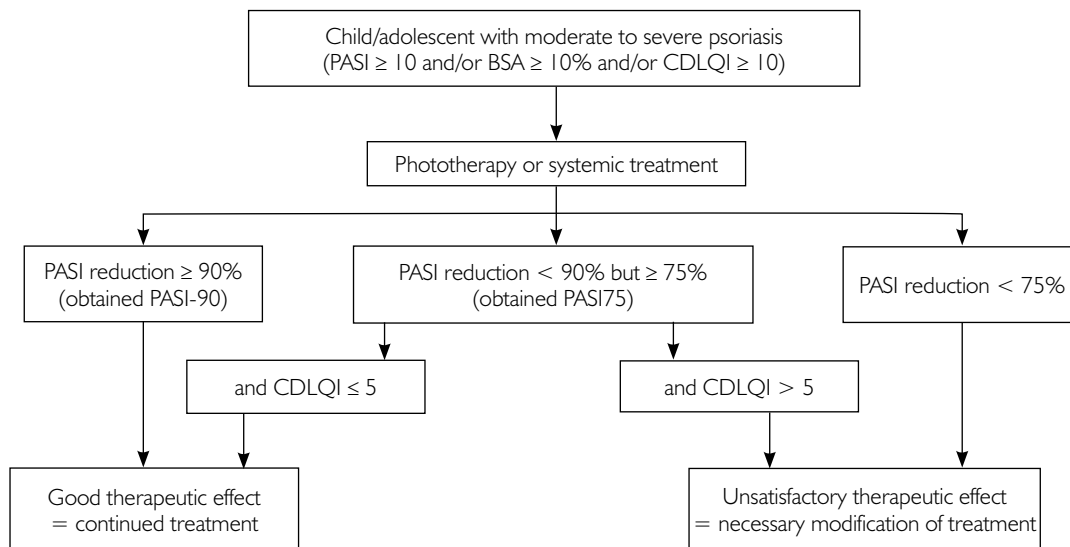 Child/adolescent with moderate to severe psoriasis
(PASI ≥ 10 and/or BSA ≥ 10% and/or CDLQI ≥ 10)
Phototherapy or systemic treatment
PASI reduction ≥ 90%
(obtained PASI-90)
PASI reduction < 90% but ≥ 75%
(obtained PASI75)
PASI reduction < 75%
and CDLQI ≤ 5
and CDLQI > 5
Good therapeutic effect
= continued treatment
Unsatisfactory therapeutic effect
= necessary modification of treatment